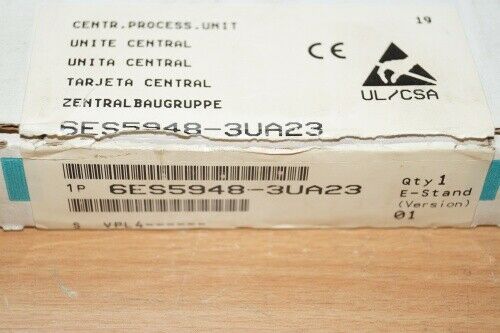 CENTR.PROCESS.UNIT
19
UNITE CENTRAL
UNITA CENTRAL
TARJETA CENTRAL
ZENTRALBAUGRUPPE
CE
UL/CSA
6ES5948-3UA23
1P 6ES5948-3UA23
Qty 1
E-Stand
(Version)
01
S VPL4------